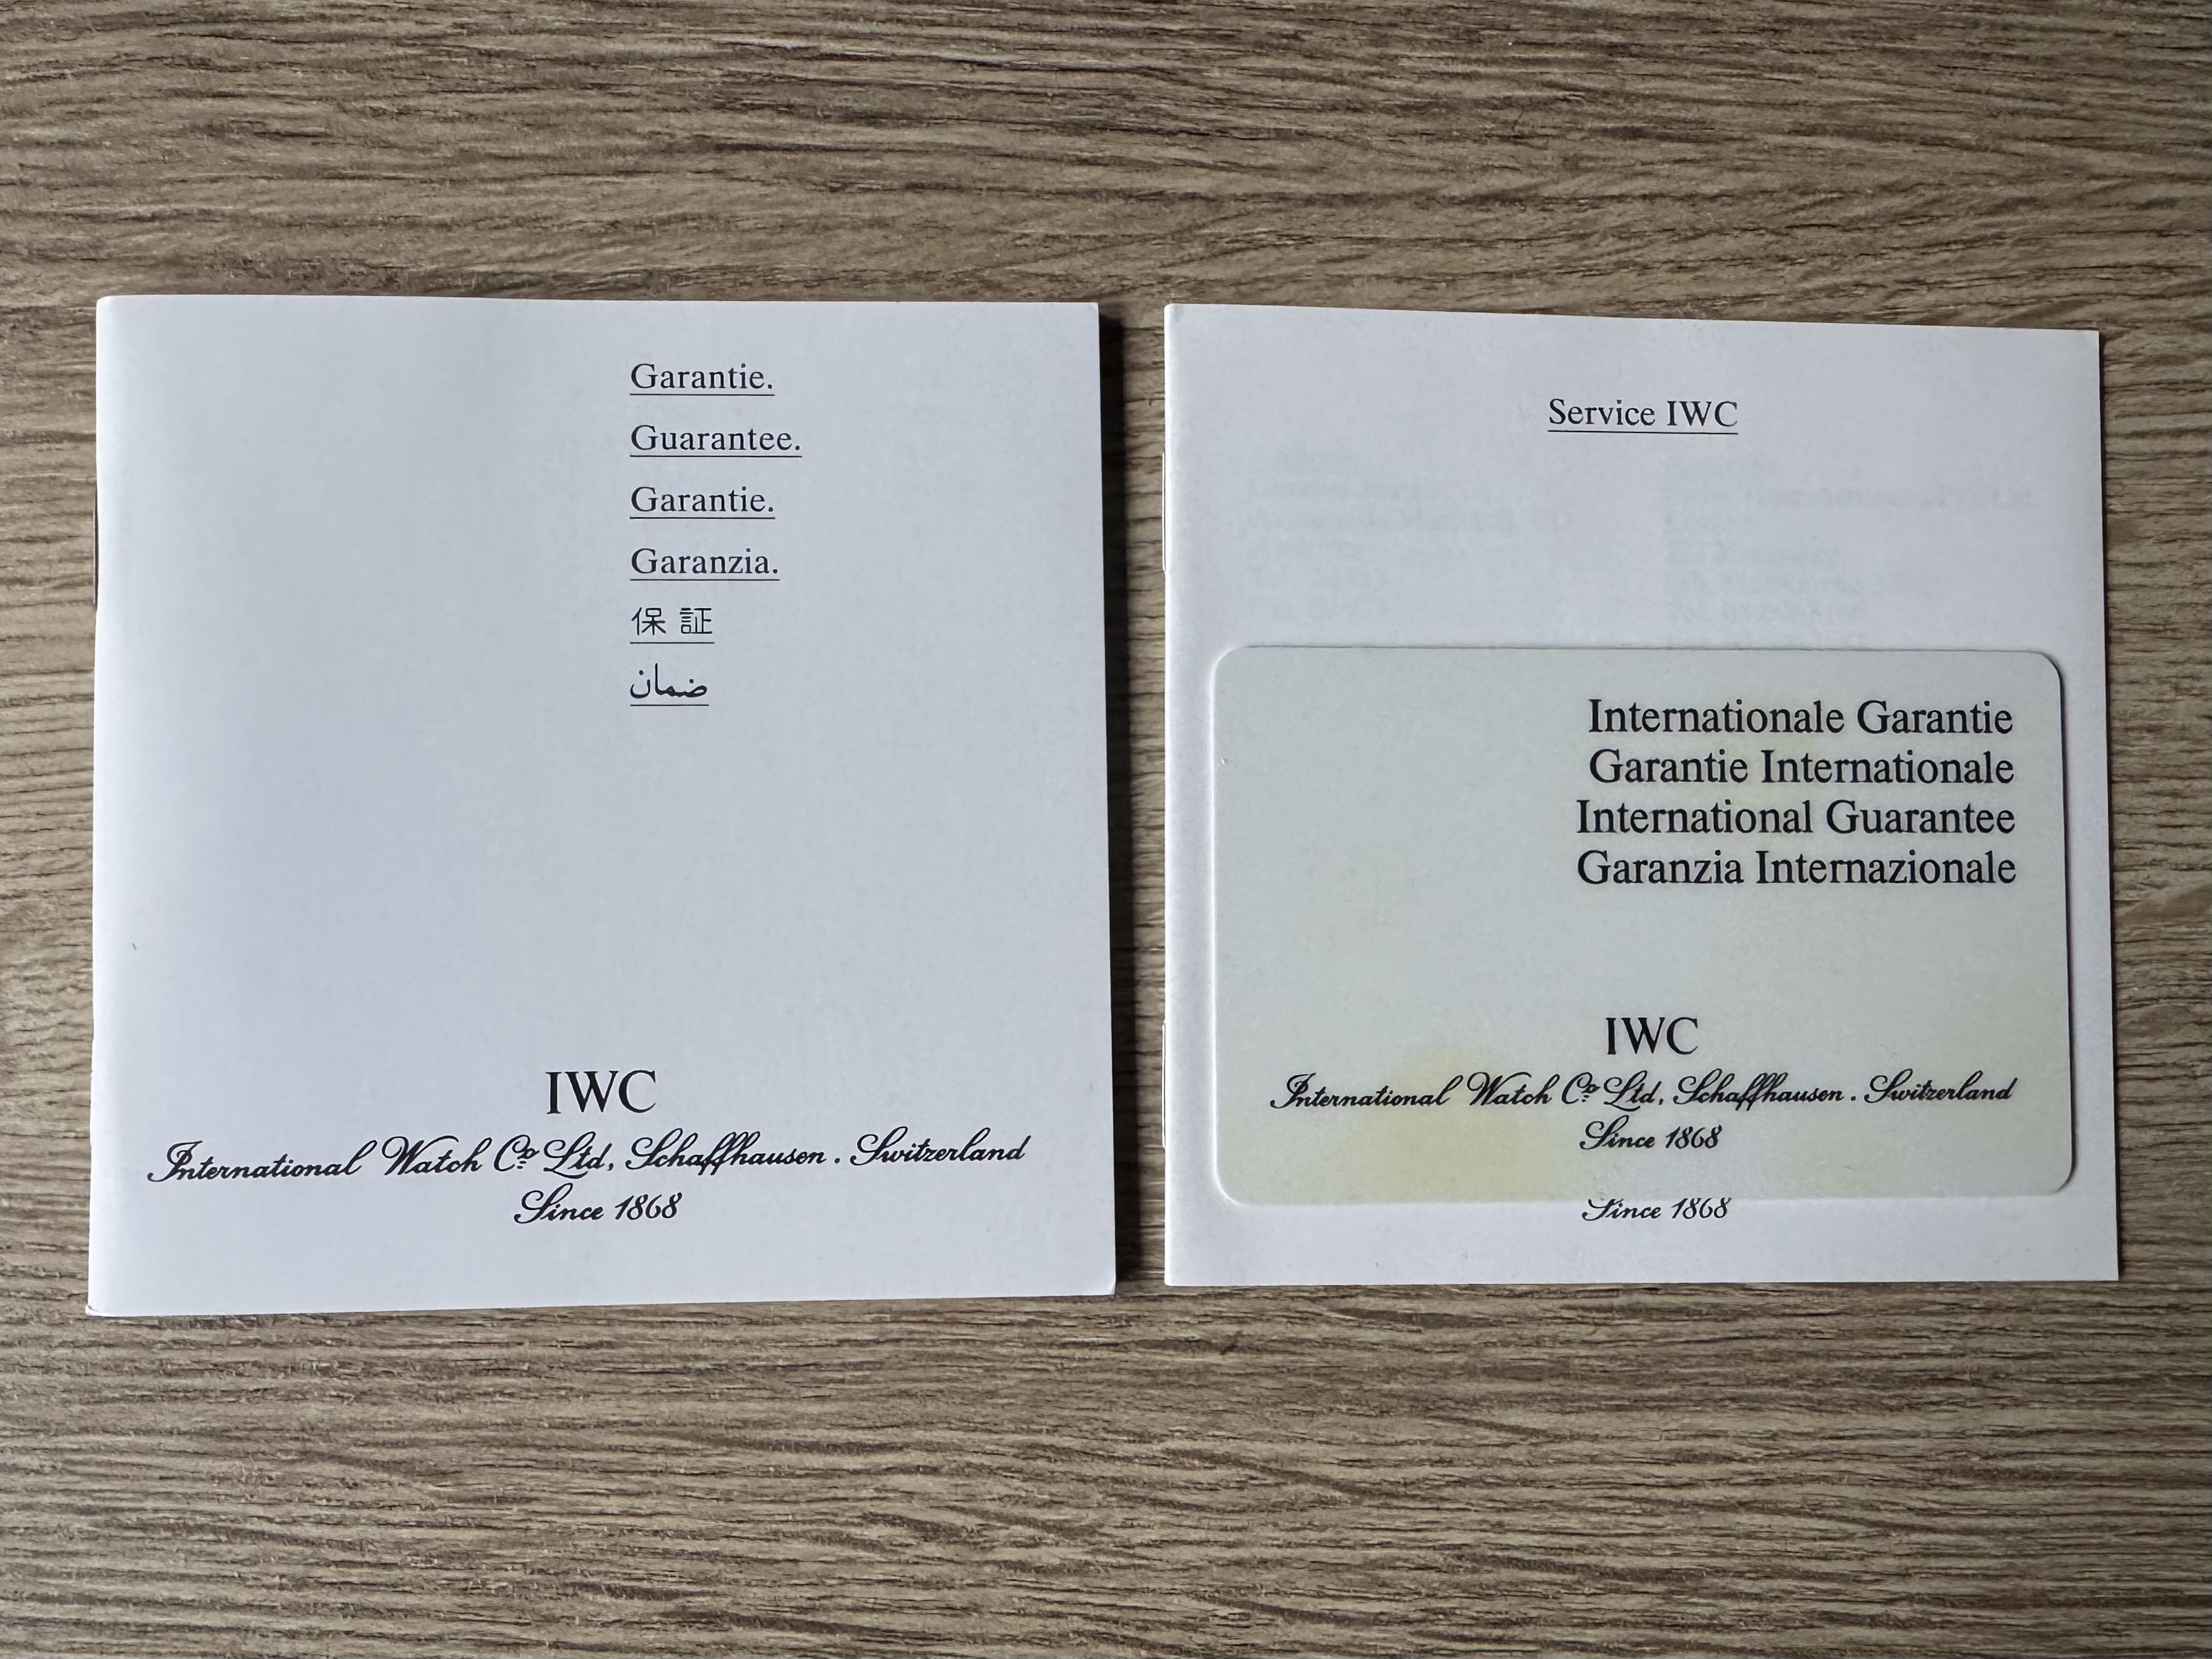 Garantie.
Guarantee.
Garantie.
Garanzia.
保証
ضمان
IWC
International Watch Co Ltd, Schaffhausen. Switzerland
Since 1868
Service IWC
Internationale Garantie
Garantie Internationale
International Guarantee
Garanzia Internazionale
IWC
International Watch Co Ltd, Schaffhausen. Switzerland
Since 1868
Since 1868